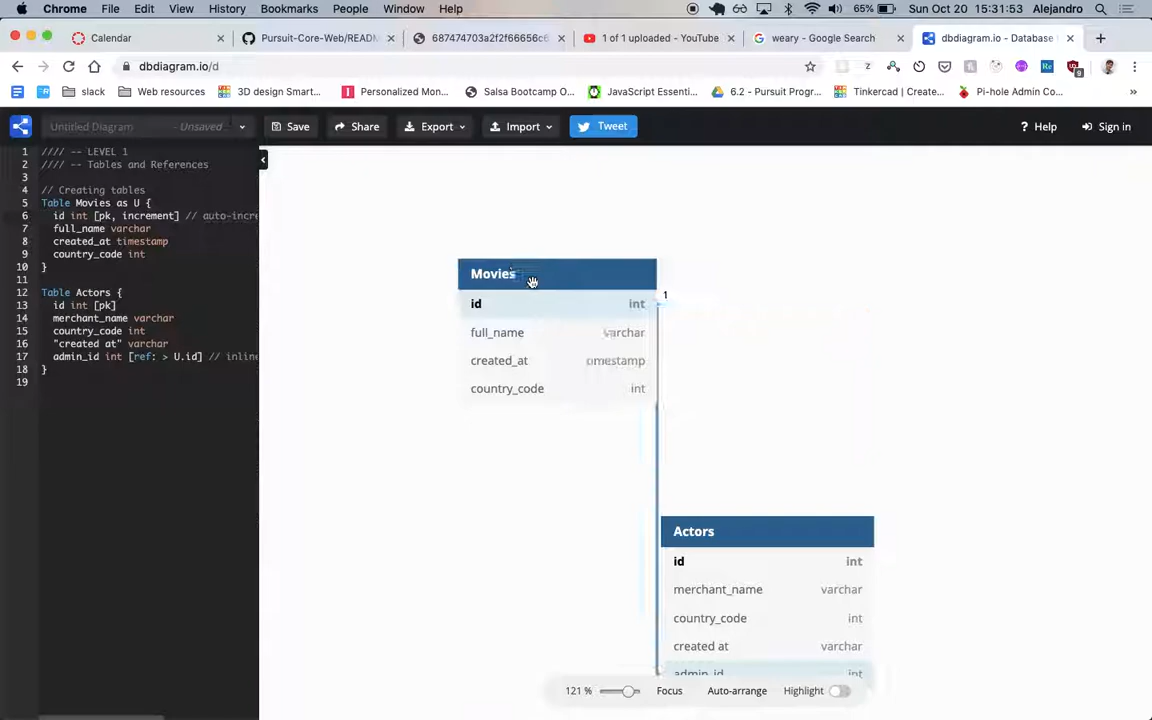 Chrome File Edit View History Bookmarks People Window Help 65% Sun Oct 20 15:31:53 Alejandro
Calendar Pursuit-Core-Web/READM 687474703a2f2f66656c6 1 of 1 uploaded - YouTube weary - Google Search dbdiagram.io - Database
dbdiagram.io/d 9
slack Web resources 3D design Smart... Personalized Mon... Salsa Bootcamp O... JavaScript Essenti... 6.2 - Pursuit Progr... Tinkercad | Create... Pi-hole Admin Co... »
Untitled Diagram - Unsaved Save Share Export Import Tweet Help Sign in
1 //// -- LEVEL 1
2 //// -- Tables and References
3
4 // Creating tables
5 Table Movies as U {
6 id int [pk, increment] // auto-incre
7 full_name varchar
8 created_at timestamp
9 country_code int
10 }
11
12 Table Actors {
13 id int [pk]
14 merchant_name varchar
15 country_code int
16 "created at" varchar
17 admin_id int [ref: > U.id] // inline
18 }
19
Movies
1
id int
full_name varchar
created_at timestamp
country_code int
Actors
id int
merchant_name varchar
country_code int
created at varchar
admin_id int
121 % Focus Auto-arrange Highlight